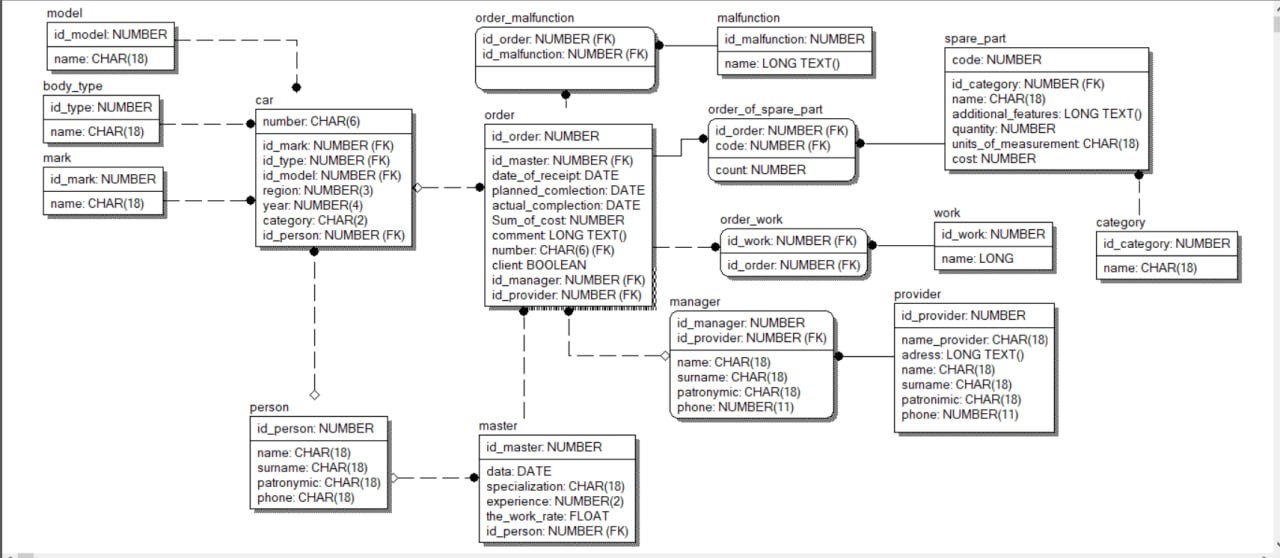 model
id_model: NUMBER
name: CHAR(18)
body_type
id_type: NUMBER
name: CHAR(18)
mark
id_mark: NUMBER
name: CHAR(18)
car
number: CHAR(6)
id_mark: NUMBER (FK)
id_type: NUMBER (FK)
id_model: NUMBER (FK)
region: NUMBER(3)
year: NUMBER(4)
category: CHAR(2)
id_person: NUMBER (FK)
person
id_person: NUMBER
name: CHAR(18)
surname: CHAR(18)
patronymic: CHAR(18)
phone: CHAR(18)
order_malfunction
id_order: NUMBER (FK)
id_malfunction: NUMBER (FK)
order
id_order: NUMBER
id_master: NUMBER (FK)
date_of_receipt: DATE
planned_comlection: DATE
actual_complection: DATE
Sum_of_cost: NUMBER
comment: LONG TEXT()
number: CHAR(6) (FK)
client: BOOLEAN
id_manager: NUMBER (FK)
id_provider: NUMBER (FK)
master
id_master: NUMBER
data: DATE
specialization: CHAR(18)
experience: NUMBER(2)
the_work_rate: FLOAT
id_person: NUMBER (FK)
malfunction
id_malfunction: NUMBER
name: LONG TEXT()
order_of_spare_part
id_order: NUMBER (FK)
code: NUMBER (FK)
count: NUMBER
order_work
id_work: NUMBER (FK)
id_order: NUMBER (FK)
manager
id_manager: NUMBER
id_provider: NUMBER (FK)
name: CHAR(18)
surname: CHAR(18)
patronymic: CHAR(18)
phone: NUMBER(11)
spare_part
code: NUMBER
id_category: NUMBER (FK)
name: CHAR(18)
additional_features: LONG TEXT()
quantity: NUMBER
units_of_measurement: CHAR(18)
cost: NUMBER
work
id_work: NUMBER
name: LONG
category
id_category: NUMBER
name: CHAR(18)
provider
id_provider: NUMBER
name_provider: CHAR(18)
adress: LONG TEXT()
name: CHAR(18)
surname: CHAR(18)
patronimic: CHAR(18)
phone: NUMBER(11)